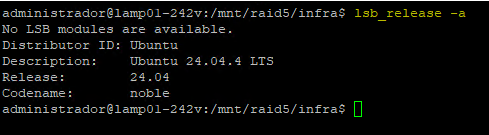 administrador@lamp01-242v:/mnt/raid5/infra$ lsb_release -a
No LSB modules are available.
Distributor ID: Ubuntu
Description:    Ubuntu 24.04.4 LTS
Release:        24.04
Codename:       noble
administrador@lamp01-242v:/mnt/raid5/infra$